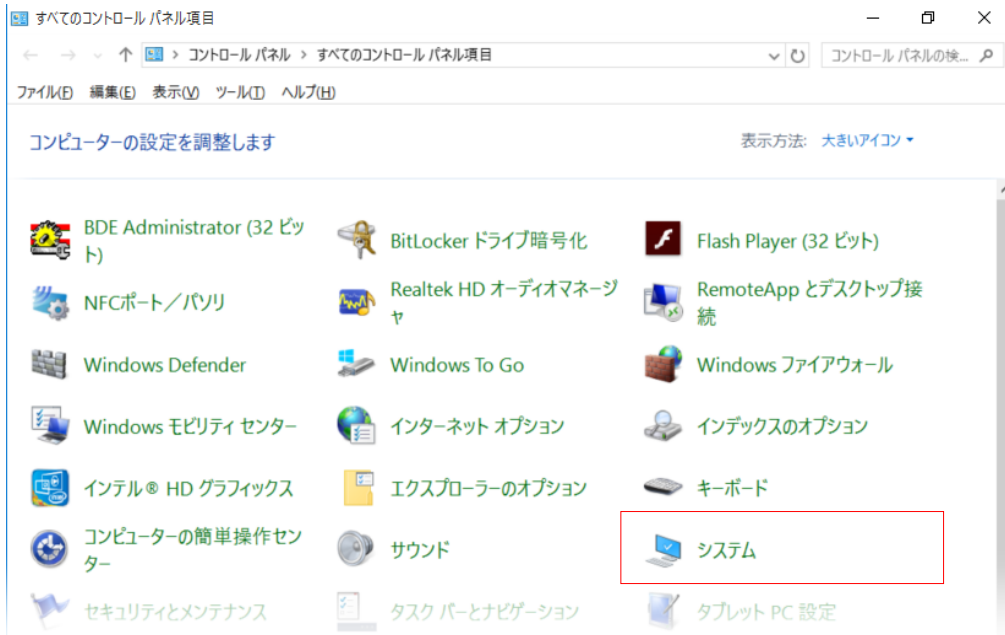 すべてのコントロール パネル項目
コントロール パネル › すべてのコントロール パネル項目
コントロール パネルの検...
ファイル(F) 編集(E) 表示(V) ツール(T) ヘルプ(H)
コンピューターの設定を調整します
表示方法: 大きいアイコン
BDE Administrator (32 ビッ
ト)
BitLocker ドライブ暗号化
Flash Player (32 ビット)
NFCポート／パソリ
Realtek HD オーディオマネージ
ャ
RemoteApp とデスクトップ接
続
Windows Defender
Windows To Go
Windows ファイアウォール
Windows モビリティ センター
インターネット オプション
インデックスのオプション
インテル® HD グラフィックス
エクスプローラーのオプション
キーボード
コンピューターの簡単操作セン
ター
サウンド
システム
セキュリティとメンテナンス
タスク バーとナビゲーション
タブレット PC 設定